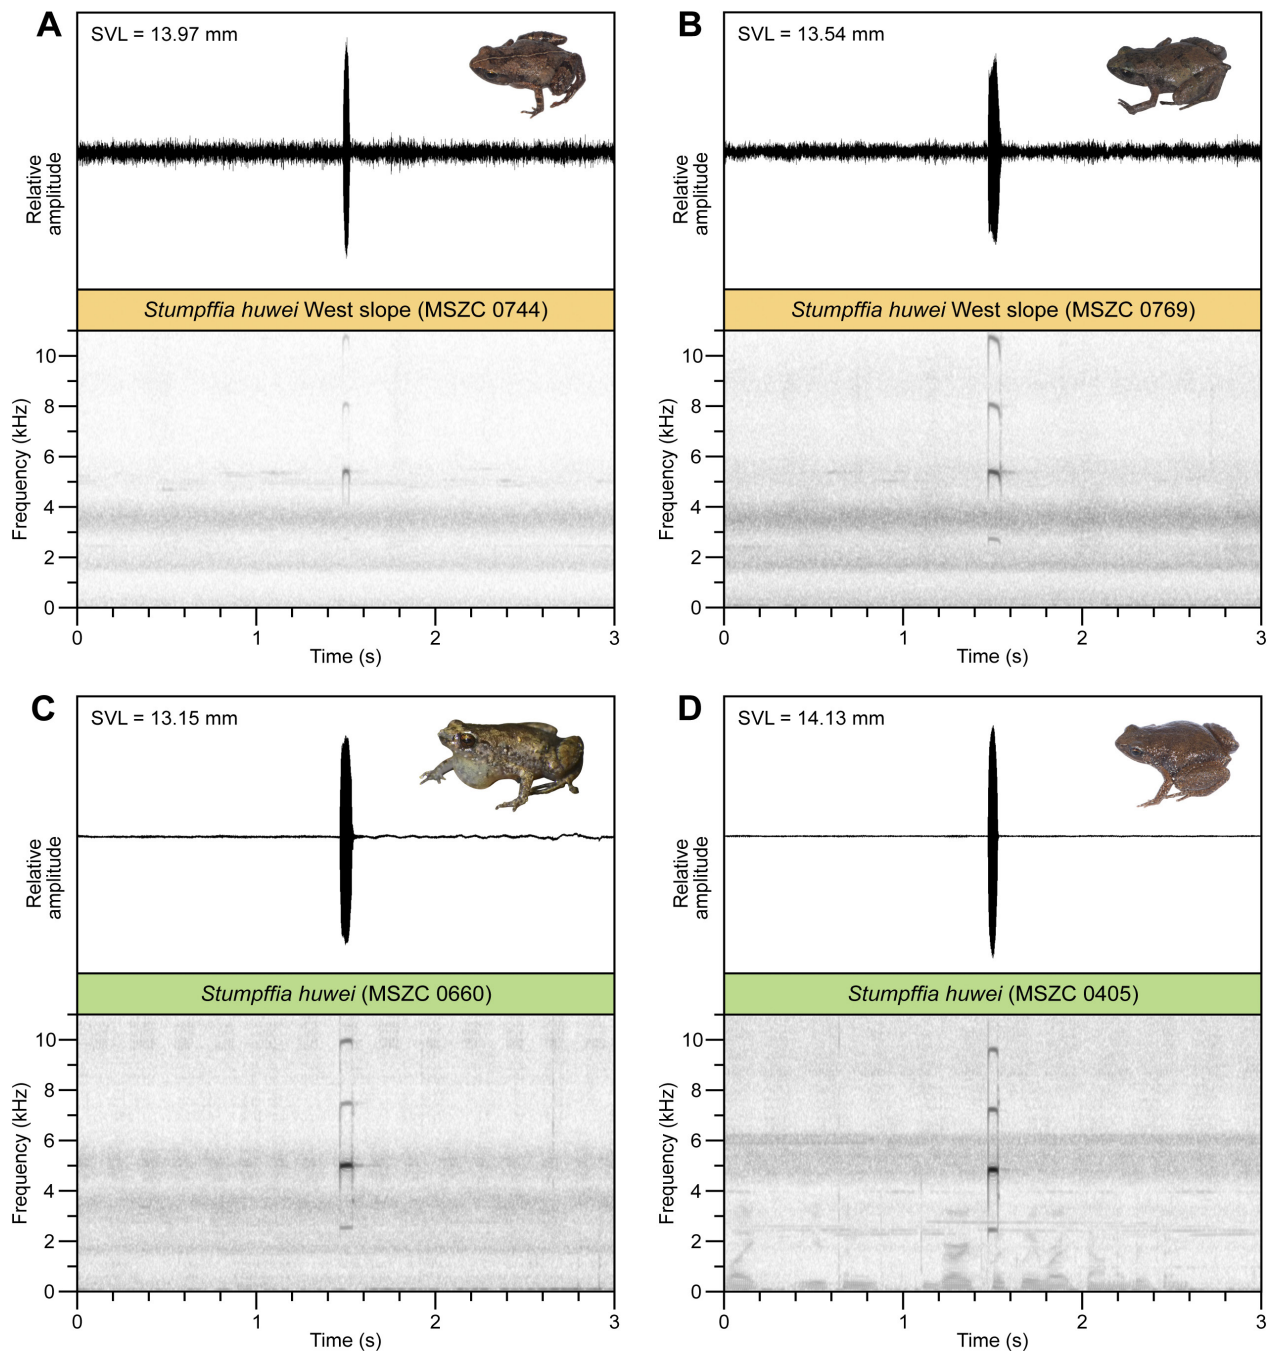 A
SVL = 13.97 mm
Relative
amplitude
Stumpffia huwei West slope (MSZC 0744)
10
8
6
4
2
0
Frequency (kHz)
0 1 2 3
Time (s)
B
SVL = 13.54 mm
Relative
amplitude
Stumpffia huwei West slope (MSZC 0769)
10
8
6
4
2
0
Frequency (kHz)
0 1 2 3
Time (s)
C
SVL = 13.15 mm
Relative
amplitude
Stumpffia huwei (MSZC 0660)
10
8
6
4
2
0
Frequency (kHz)
0 1 2 3
Time (s)
D
SVL = 14.13 mm
Relative
amplitude
Stumpffia huwei (MSZC 0405)
10
8
6
4
2
0
Frequency (kHz)
0 1 2 3
Time (s)